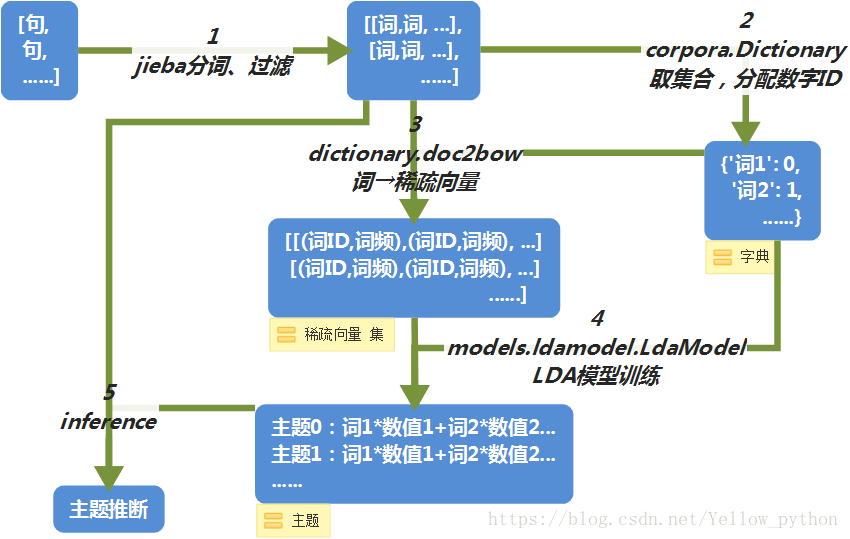 [句,
句,
……]
1
jieba分词、过滤
[[词,词, ...],
[词,词, ...],
……]
2
corpora.Dictionary
取集合，分配数字ID
3
dictionary.doc2bow
词→稀疏向量
{'词1': 0,
'词2': 1,
……}
字典
[[(词ID,词频),(词ID,词频), ...]
[(词ID,词频),(词ID,词频), ...]
……]
稀疏向量 集
4
models.ldamodel.LdaModel
LDA模型训练
5
inference
主题0：词1*数值1+词2*数值2...
主题1：词1*数值1+词2*数值2...
……
主题
主题推断
https://blog.csdn.net/Yellow_python